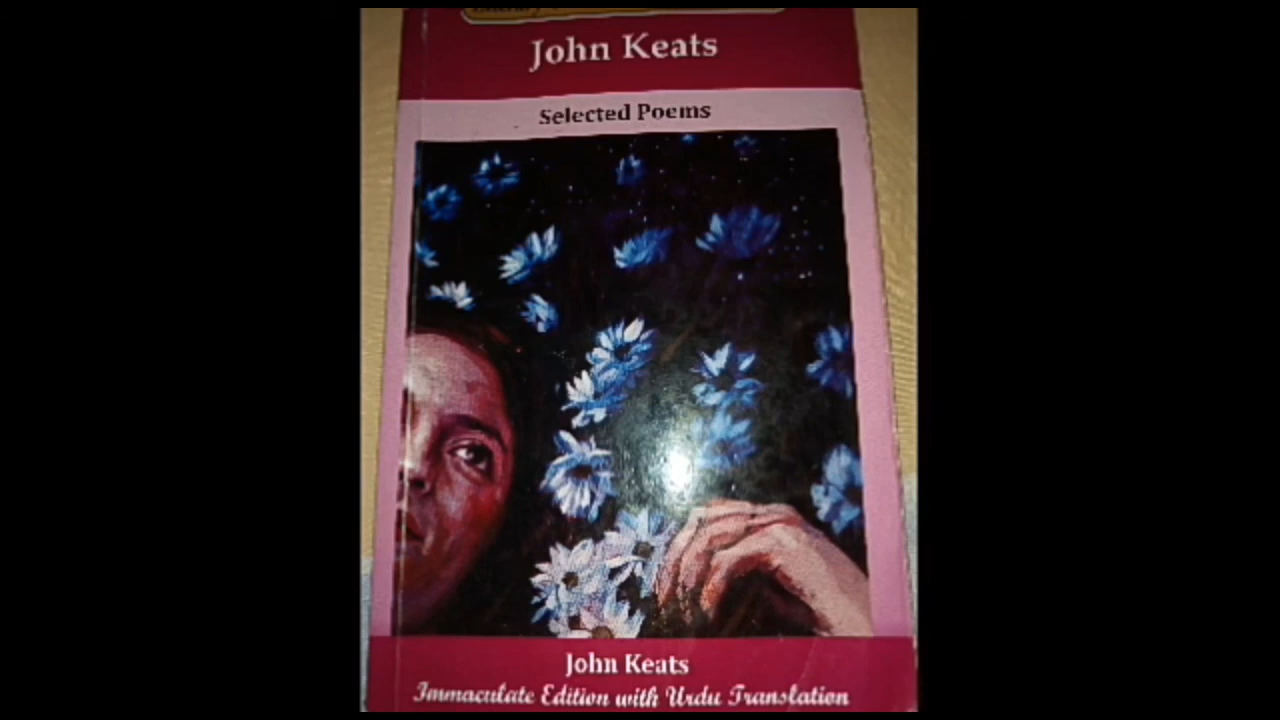 John Keats
Selected Poems
John Keats
Immaculate Edition with Urdu Translation